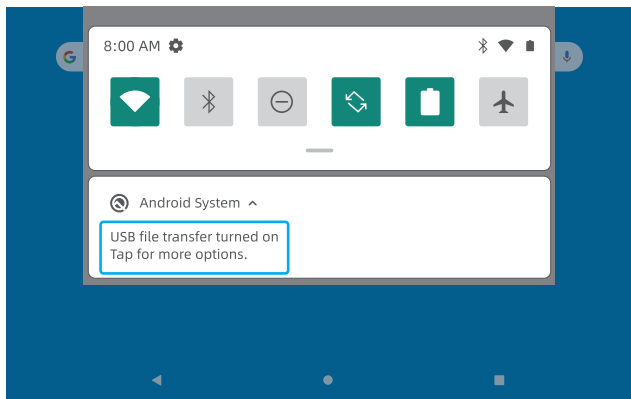 8:00 AM
Android System
USB file transfer turned on
Tap for more options.